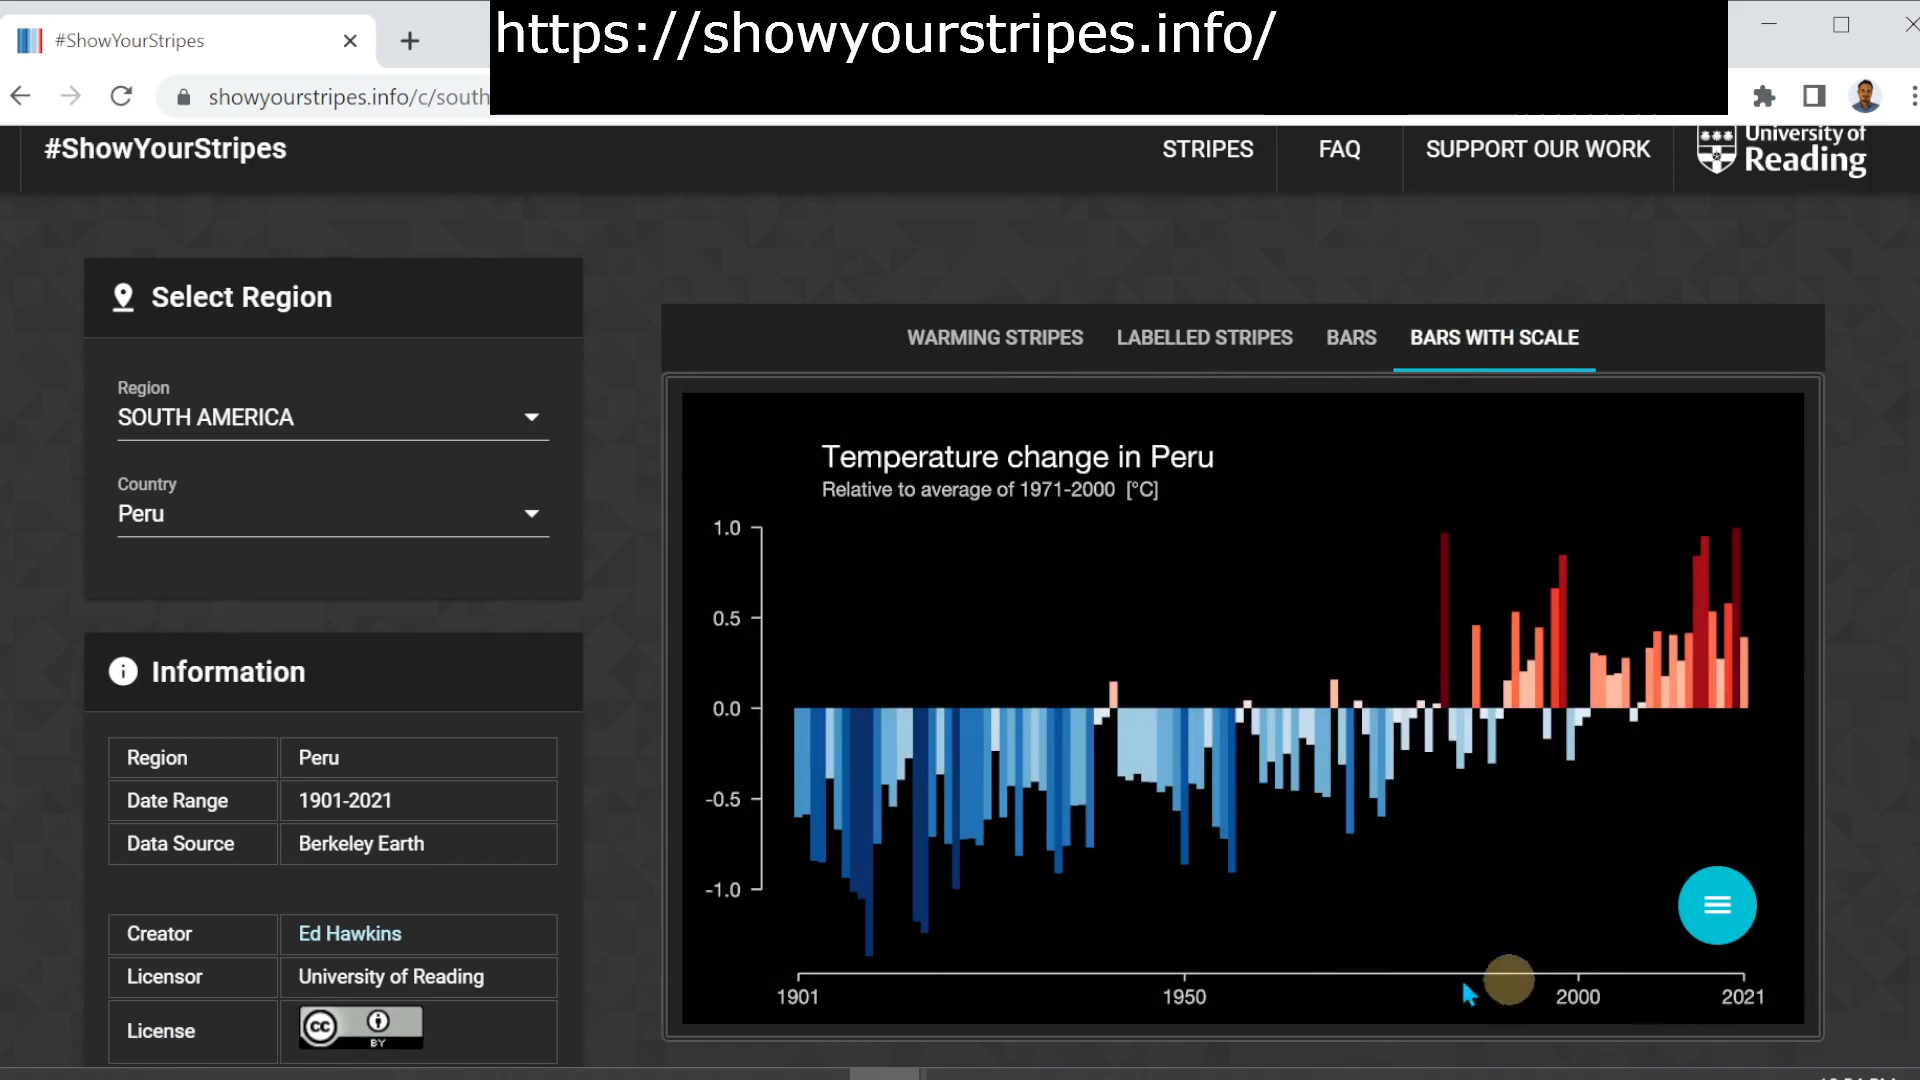 #ShowYourStripes
https://showyourstripes.info/
showyourstripes.info/c/south
#ShowYourStripes
STRIPES
FAQ
SUPPORT OUR WORK
University of
Reading
Select Region
Region
SOUTH AMERICA
Country
Peru
Information
Region
Peru
Date Range
1901-2021
Data Source
Berkeley Earth
Creator
Ed Hawkins
Licensor
University of Reading
License
CC
BY
WARMING STRIPES
LABELLED STRIPES
BARS
BARS WITH SCALE
Temperature change in Peru
Relative to average of 1971-2000 [°C]
1.0
0.5
0.0
-0.5
-1.0
1901
1950
2000
2021